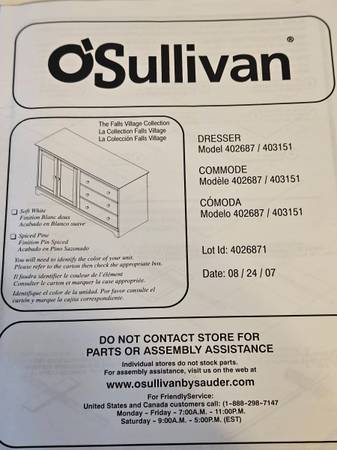 O'Sullivan®
The Falls Village Collection
La Collection Falls Village
La Colección Falls Village
Soft White
Finition Blanc doux
Acabado en Blanco suave
Spiced Pine
Finition Pin Spiced
Acabado en Pino Sazonado
You will need to identify the color of your unit.
Please refer to the carton then check the appropriate box.
Il faudra identifier le couleur de l'élément
Consulter le carton et marquer la case appropriée.
Identifique el color de la unidad. Por favor consulte el
cartón y marque la cajita correspondiente.
DRESSER
Model 402687 / 403151
COMMODE
Modèle 402687 / 403151
CÓMODA
Modelo 402687 / 403151
Lot Id: 4026871
Date: 08 / 24 / 07
DO NOT CONTACT STORE FOR
PARTS OR ASSEMBLY ASSISTANCE
Individual stores do not stock parts.
For assembly assistance, visit us on the web at
www.osullivanbysauder.com
For FriendlyService:
United States and Canada customers call: (1-888-298-7147
Monday - Friday - 7:00A.M. - 11:00P.M.
Saturday - 9:00A.M. - 5:00P.M. (EST)